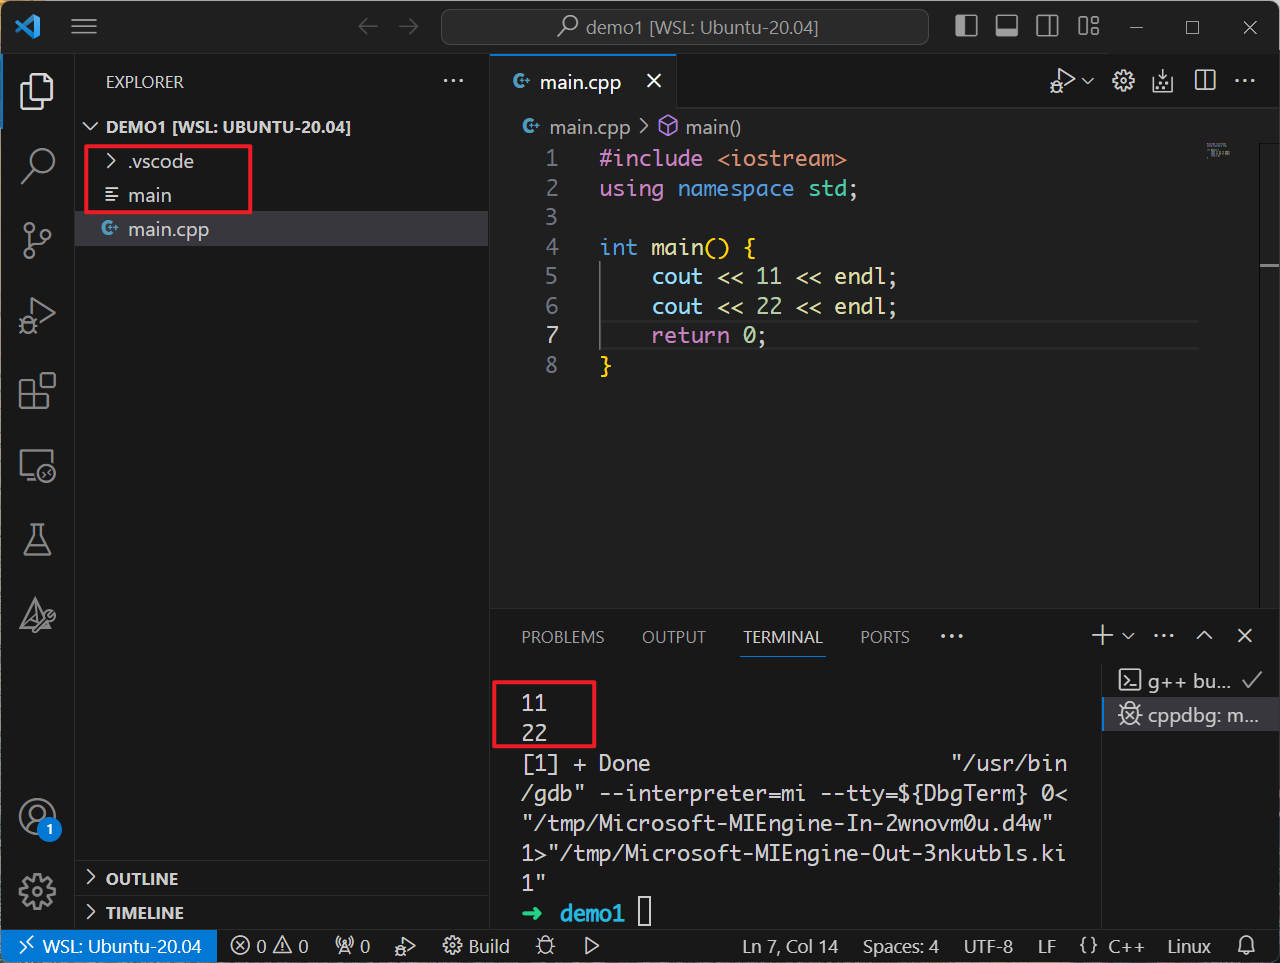 demo1 [WSL: Ubuntu-20.04]
EXPLORER
DEMO1 [WSL: UBUNTU-20.04]
.vscode
main
main.cpp
OUTLINE
TIMELINE
1
main.cpp
main.cpp > main()
1 #include <iostream>
2 using namespace std;
3
4 int main() {
5 cout << 11 << endl;
6 cout << 22 << endl;
7 return 0;
8 }
PROBLEMS OUTPUT TERMINAL PORTS
11
22
[1] + Done "/usr/bin
/gdb" --interpreter=mi --tty=${DbgTerm} 0<
"/tmp/Microsoft-MIEngine-In-2wnovm0u.d4w"
1>"/tmp/Microsoft-MIEngine-Out-3nkutbls.ki
1"
→ demo1
g++ bu...
cppdbg: m...
WSL: Ubuntu-20.04 0 0 0 Build Ln 7, Col 14 Spaces: 4 UTF-8 LF {} C++ Linux